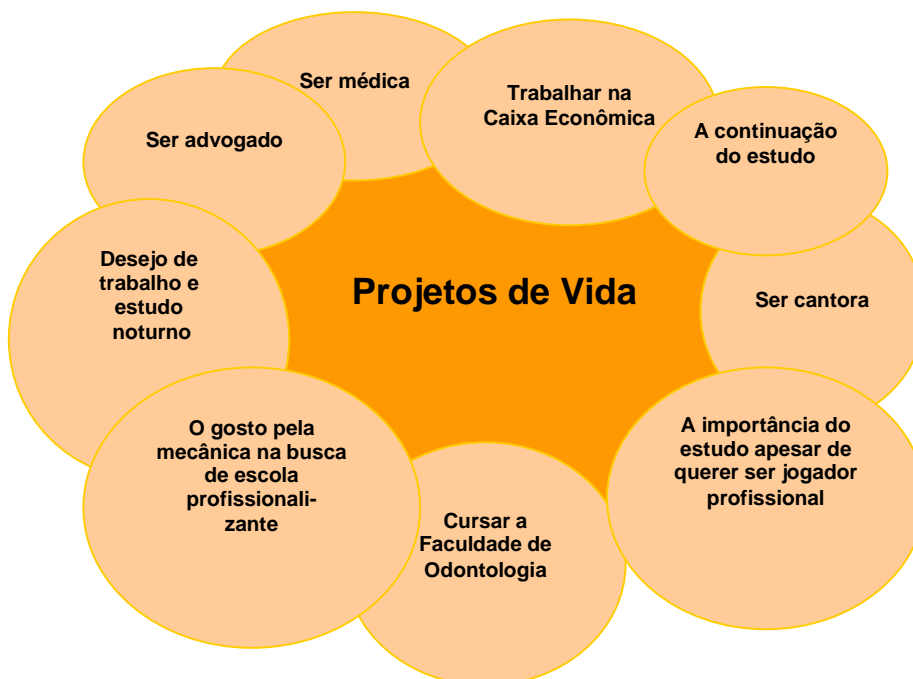 Ser médica
Trabalhar na
Caixa Econômica
A continuação
do estudo
Ser advogado
Desejo de
trabalho e
estudo
noturno
Projetos de Vida
Ser cantora
O gosto pela
mecânica na busca
de escola
profissionali-
zante
A importância do
estudo apesar de
querer ser jogador
profissional
Cursar a
Faculdade de
Odontologia